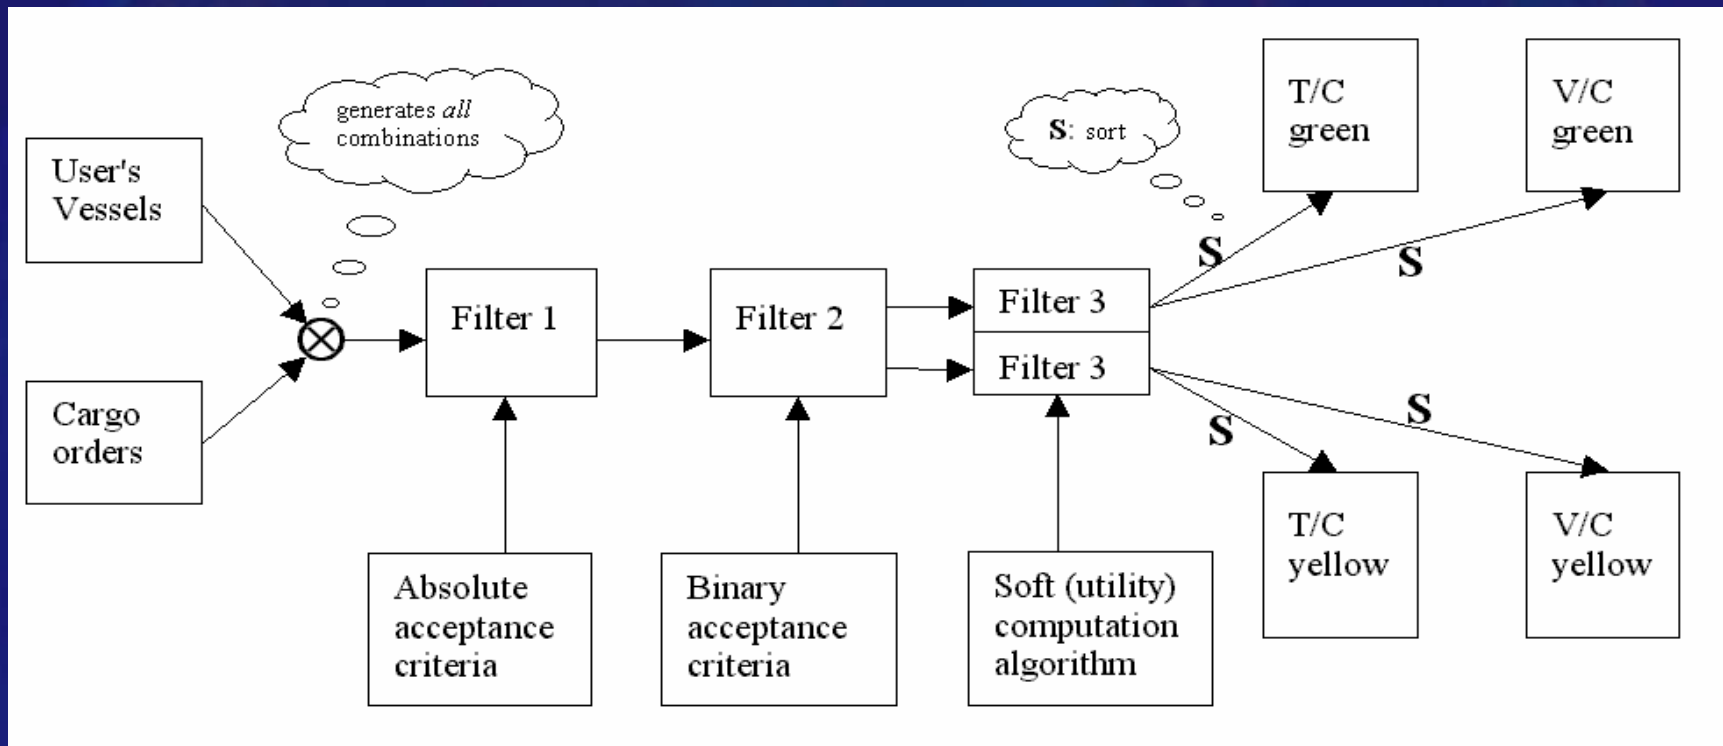 generates all
combinations
S: sort
T/C
green
V/C
green
User's
Vessels
S
S
Filter 1
Filter 2
Filter 3
Filter 3
Cargo
orders
S
S
T/C
yellow
V/C
yellow
Absolute
acceptance
criteria
Binary
acceptance
criteria
Soft (utility)
computation
algorithm